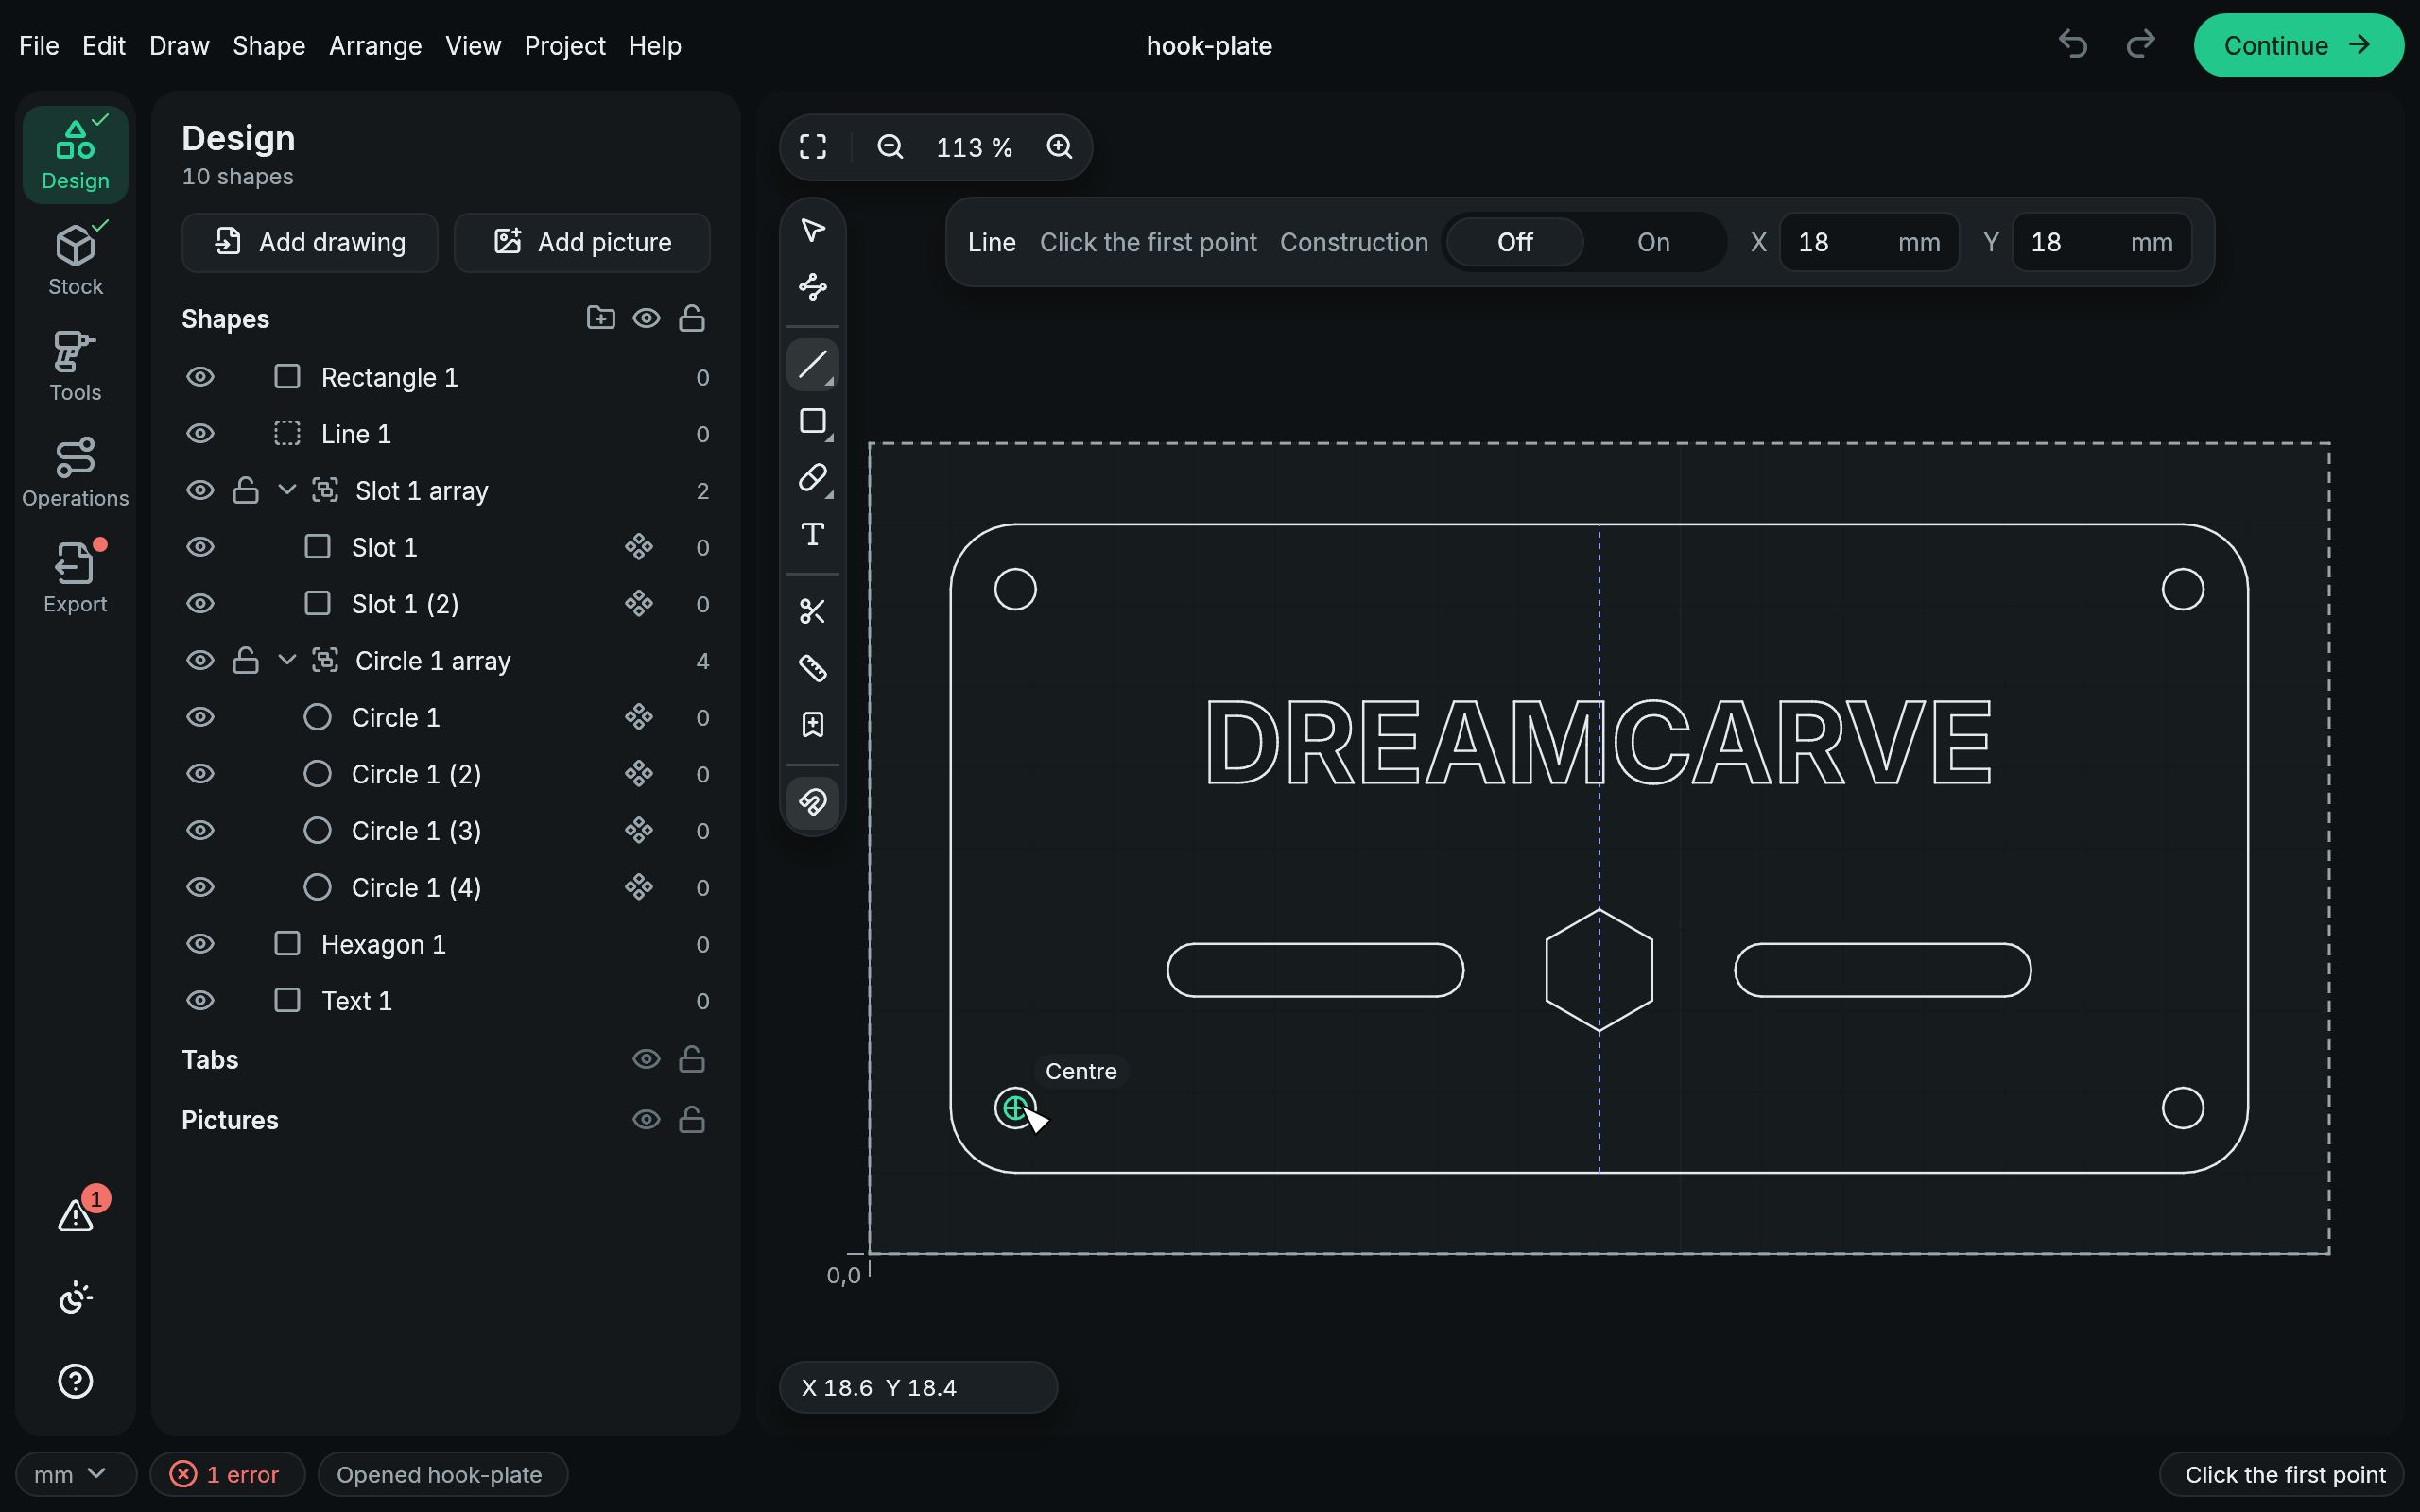 File Edit Draw Shape Arrange View Project Help
hook-plate
Continue
Design
Stock
Tools
Operations
Export
1
Design
10 shapes
Add drawing
Add picture
Shapes
Rectangle 1 0
Line 1 0
Slot 1 array 2
Slot 1 0
Slot 1 (2) 0
Circle 1 array 4
Circle 1 0
Circle 1 (2) 0
Circle 1 (3) 0
Circle 1 (4) 0
Hexagon 1 0
Text 1 0
Tabs
Pictures
113 %
Line Click the first point Construction Off On X 18 mm Y 18 mm
DREAMCARVE
Centre
0,0
X 18.6 Y 18.4
mm
1 error
Opened hook-plate
Click the first point